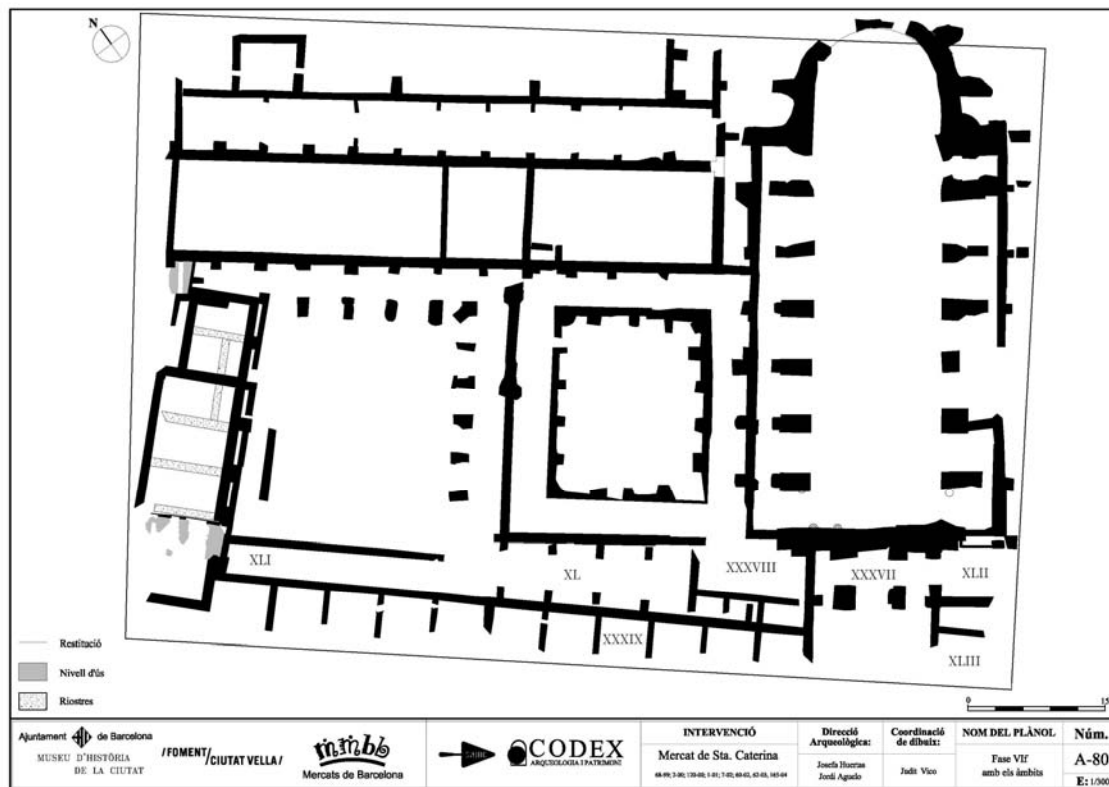 N
XLI
XL
XXXVIII
XXXVII
XLII
XXXIX
XLIII
Restitució
Nivell d'ús
Riostres
0 15
Ajuntament de Barcelona
MUSEU D'HISTÒRIA
DE LA CIUTAT
/FOMENT/CIUTAT VELLA/
Mercats de Barcelona
CODEX
ARQUEOLOGIA I PATRIMONI
INTERVENCIÓ
Mercat de Sta. Caterina
Direcció
Arqueològica:
Josefa Huertas
Jordi Aguelo
Coordinació
de dibuix:
Judit Vico
NOM DEL PLÀNOL
Fase VIf
amb els àmbits
Núm.
A-80
E: 1/300